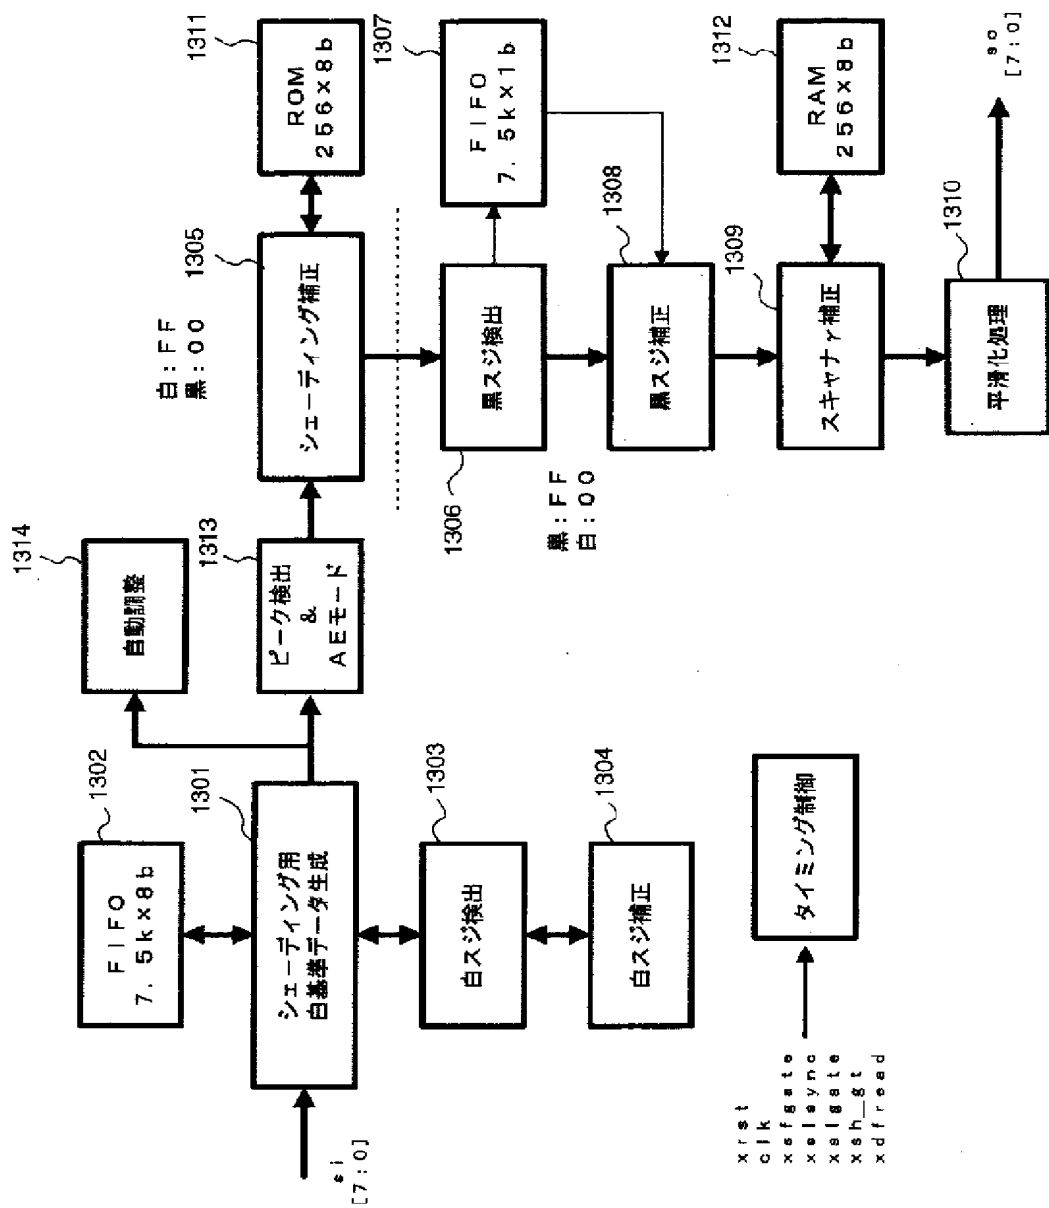 si
[7:0]
1302
FIFO
7.5k×8b
1301
シェーディング用
白基準データ生成
1303
白スジ検出
1304
白スジ補正
1314
自動調整
1313
ピーク検出
&
AEモード
白:FF
黒:00
1305
シェーディング補正
1311
ROM
256×8b
1306
黒スジ検出
黒:FF
白:00
1307
FIFO
7.5k×1b
1308
黒スジ補正
1309
スキャナγ補正
1312
RAM
256×8b
1310
平滑化処理
so
[7:0]
xrst
clk
xsfgate
xslsync
xslgate
xsh_gt
xdfread
タイミング制御